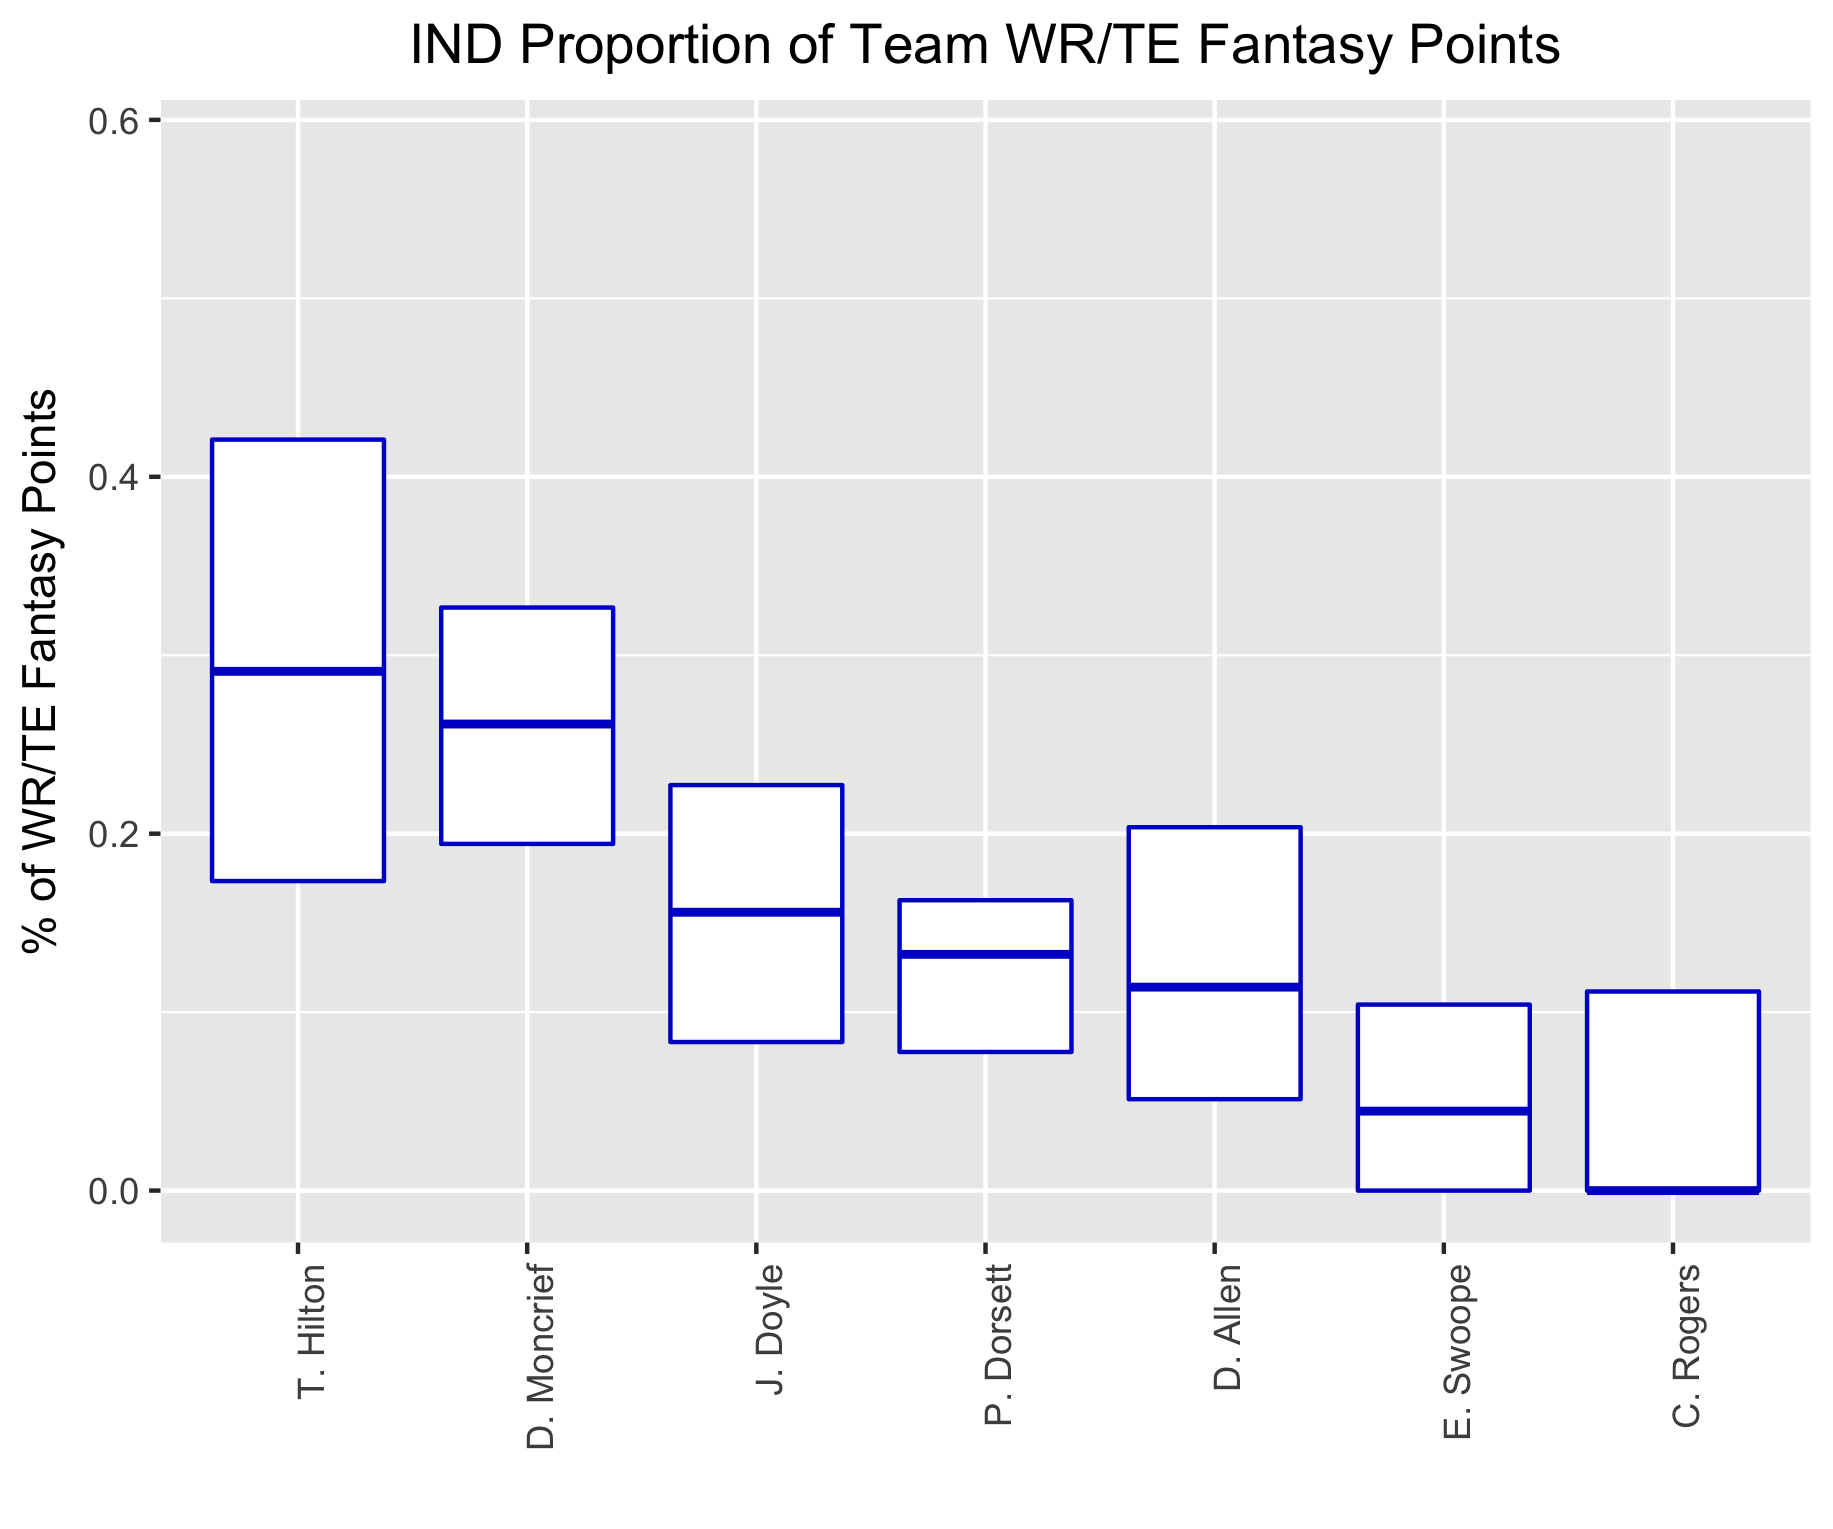 IND Proportion of Team WR/TE Fantasy Points
% of WR/TE Fantasy Points
0.6
0.4
0.2
0.0
T. Hilton
D. Moncrief
J. Doyle
P. Dorsett
D. Allen
E. Swoope
C. Rogers